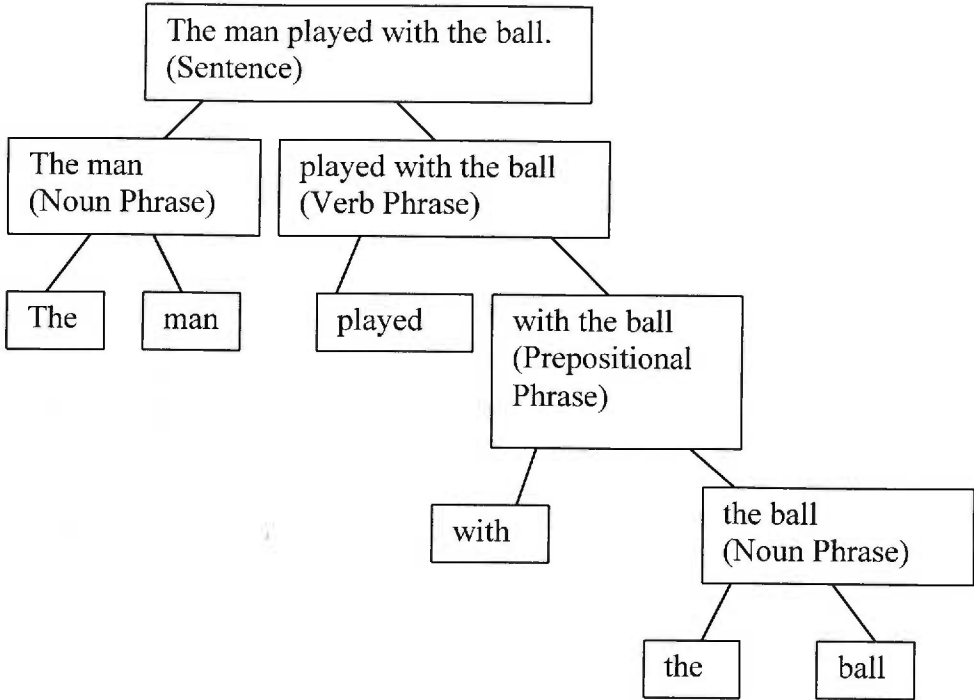 The man played with the ball.
(Sentence)
The man
(Noun Phrase)
played with the ball
(Verb Phrase)
The
man
played
with the ball
(Prepositional
Phrase)
with
the ball
(Noun Phrase)
the
ball